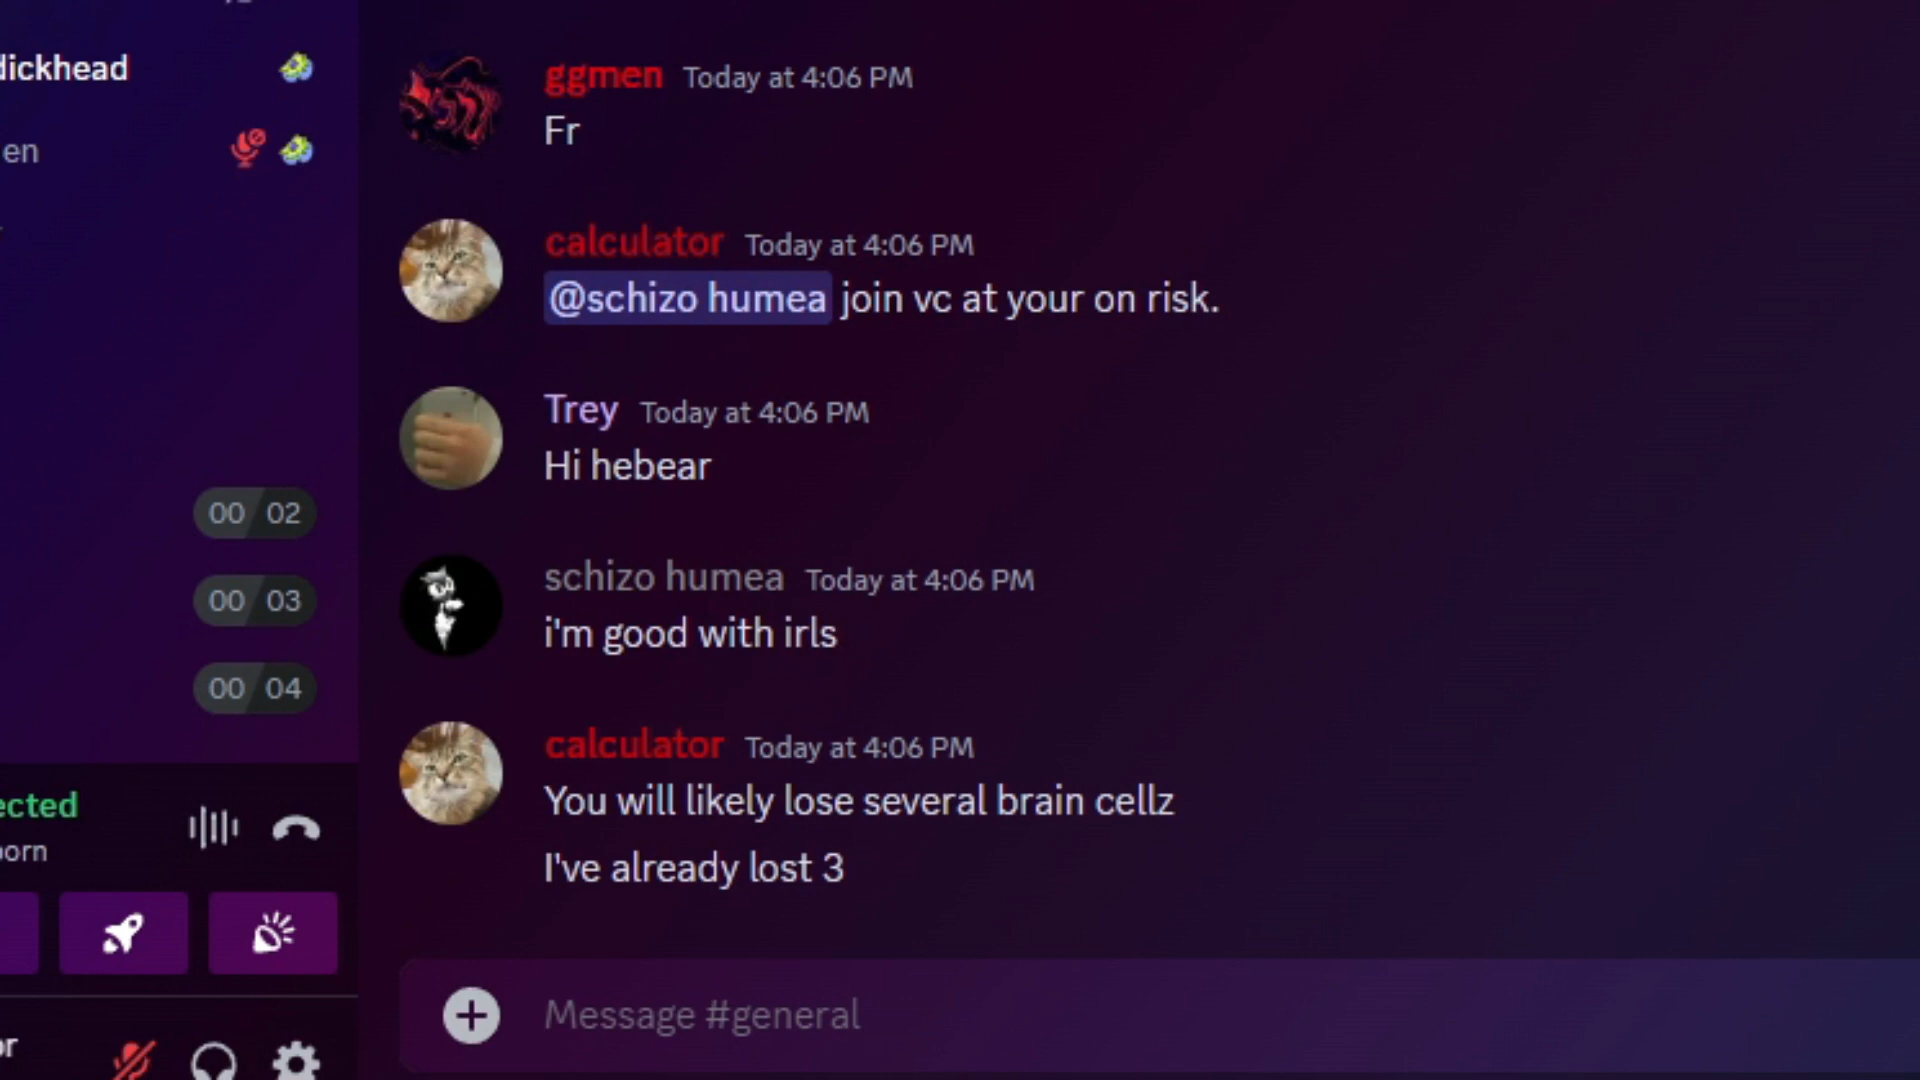 dickhead
en
00 02
00 03
00 04
ected
orn
or
ggmen Today at 4:06 PM
Fr
calculator Today at 4:06 PM
@schizo humea join vc at your on risk.
Trey Today at 4:06 PM
Hi hebear
schizo humea Today at 4:06 PM
i'm good with irls
calculator Today at 4:06 PM
You will likely lose several brain cellz
I've already lost 3
Message #general